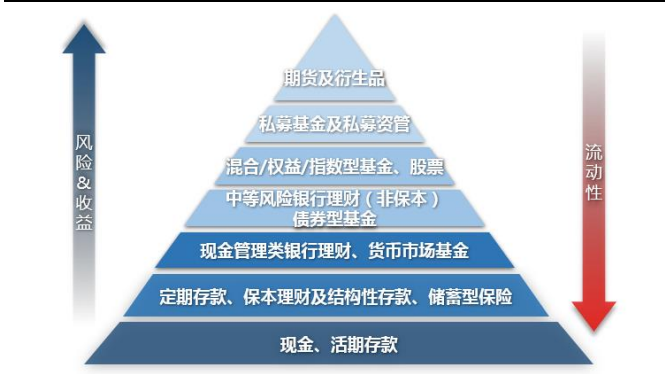 期货及衍生品
私募基金及私募资管
混合/权益/指数型基金、股票
中等风险银行理财（非保本）
债券型基金
现金管理类银行理财、货币市场基金
定期存款、保本理财及结构性存款、储蓄型保险
现金、活期存款
风险&收益
流动性